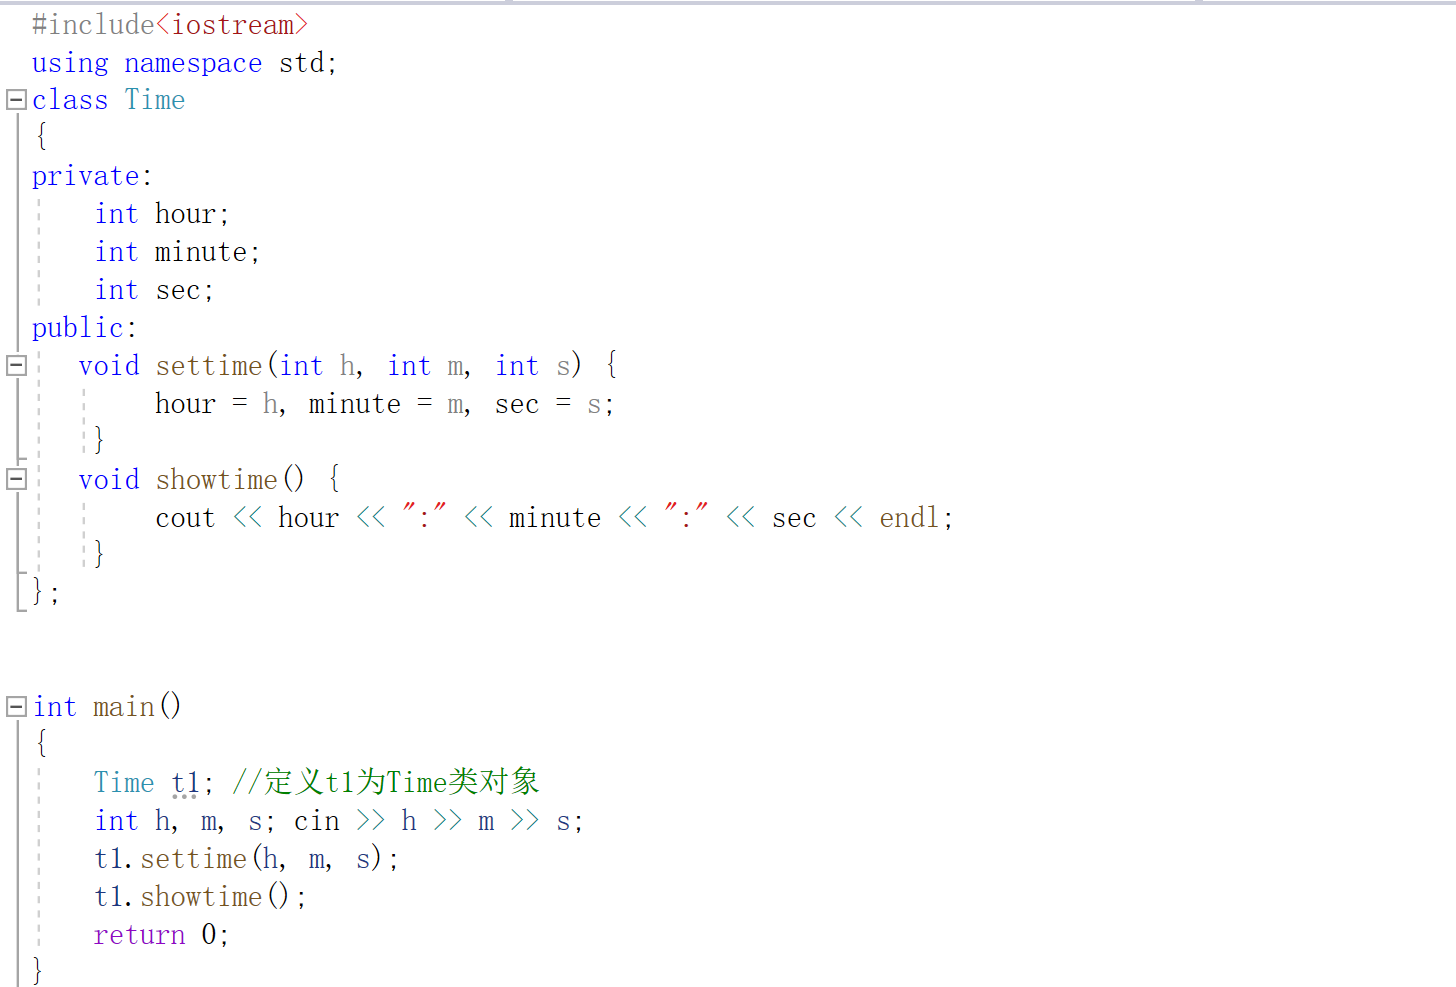 #include<iostream>
using namespace std;
class Time
{
private:
    int hour;
    int minute;
    int sec;
public:
   void settime(int h, int m, int s) {
        hour = h, minute = m, sec = s;
    }
   void showtime() {
        cout << hour << ":" << minute << ":" << sec << endl;
    }
};
int main()
{
    Time t1; //定义t1为Time类对象
    int h, m, s; cin >> h >> m >> s;
    t1.settime(h, m, s);
    t1.showtime();
    return 0;
}